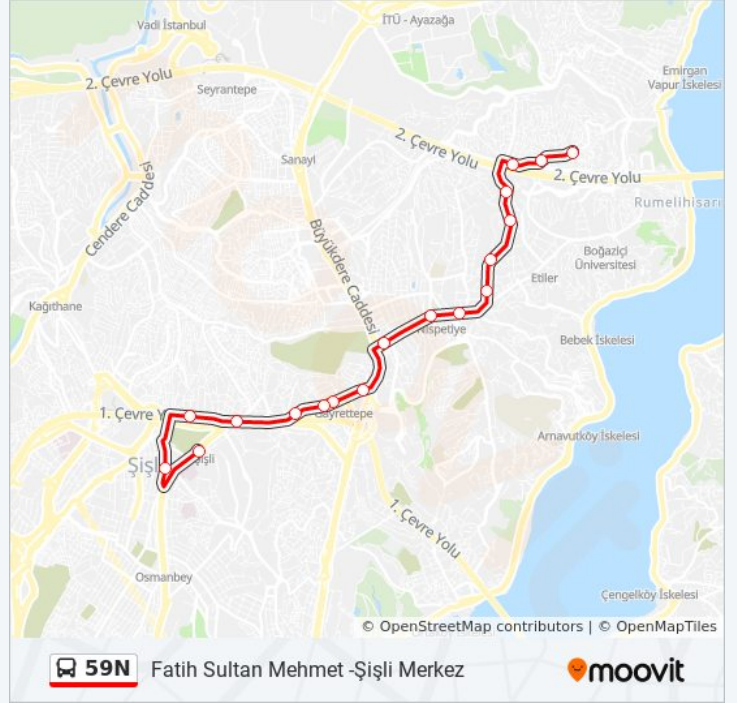 İTÜ - Ayazağa
Vadi İstanbul
Emirgan
Vapur İskelesi
2. Çevre Yolu
Seyrantepe
2. Çevre Yolu
Sanayi
2. Çevre Yolu
Rumelihisarı
Cendere Caddesi
Büyükdere Caddesi
Boğaziçi
Üniversitesi
Etiler
Kağıthane
Nispetiye
Bebek İskelesi
1. Çevre
Gayrettepe
Arnavutköy İskelesi
Şişli
1. Çevre Yolu
Osmanbey
Çengelköy İskelesi
© OpenStreetMap contributors | © OpenMapTiles
59N Fatih Sultan Mehmet -Şişli Merkez
moovit